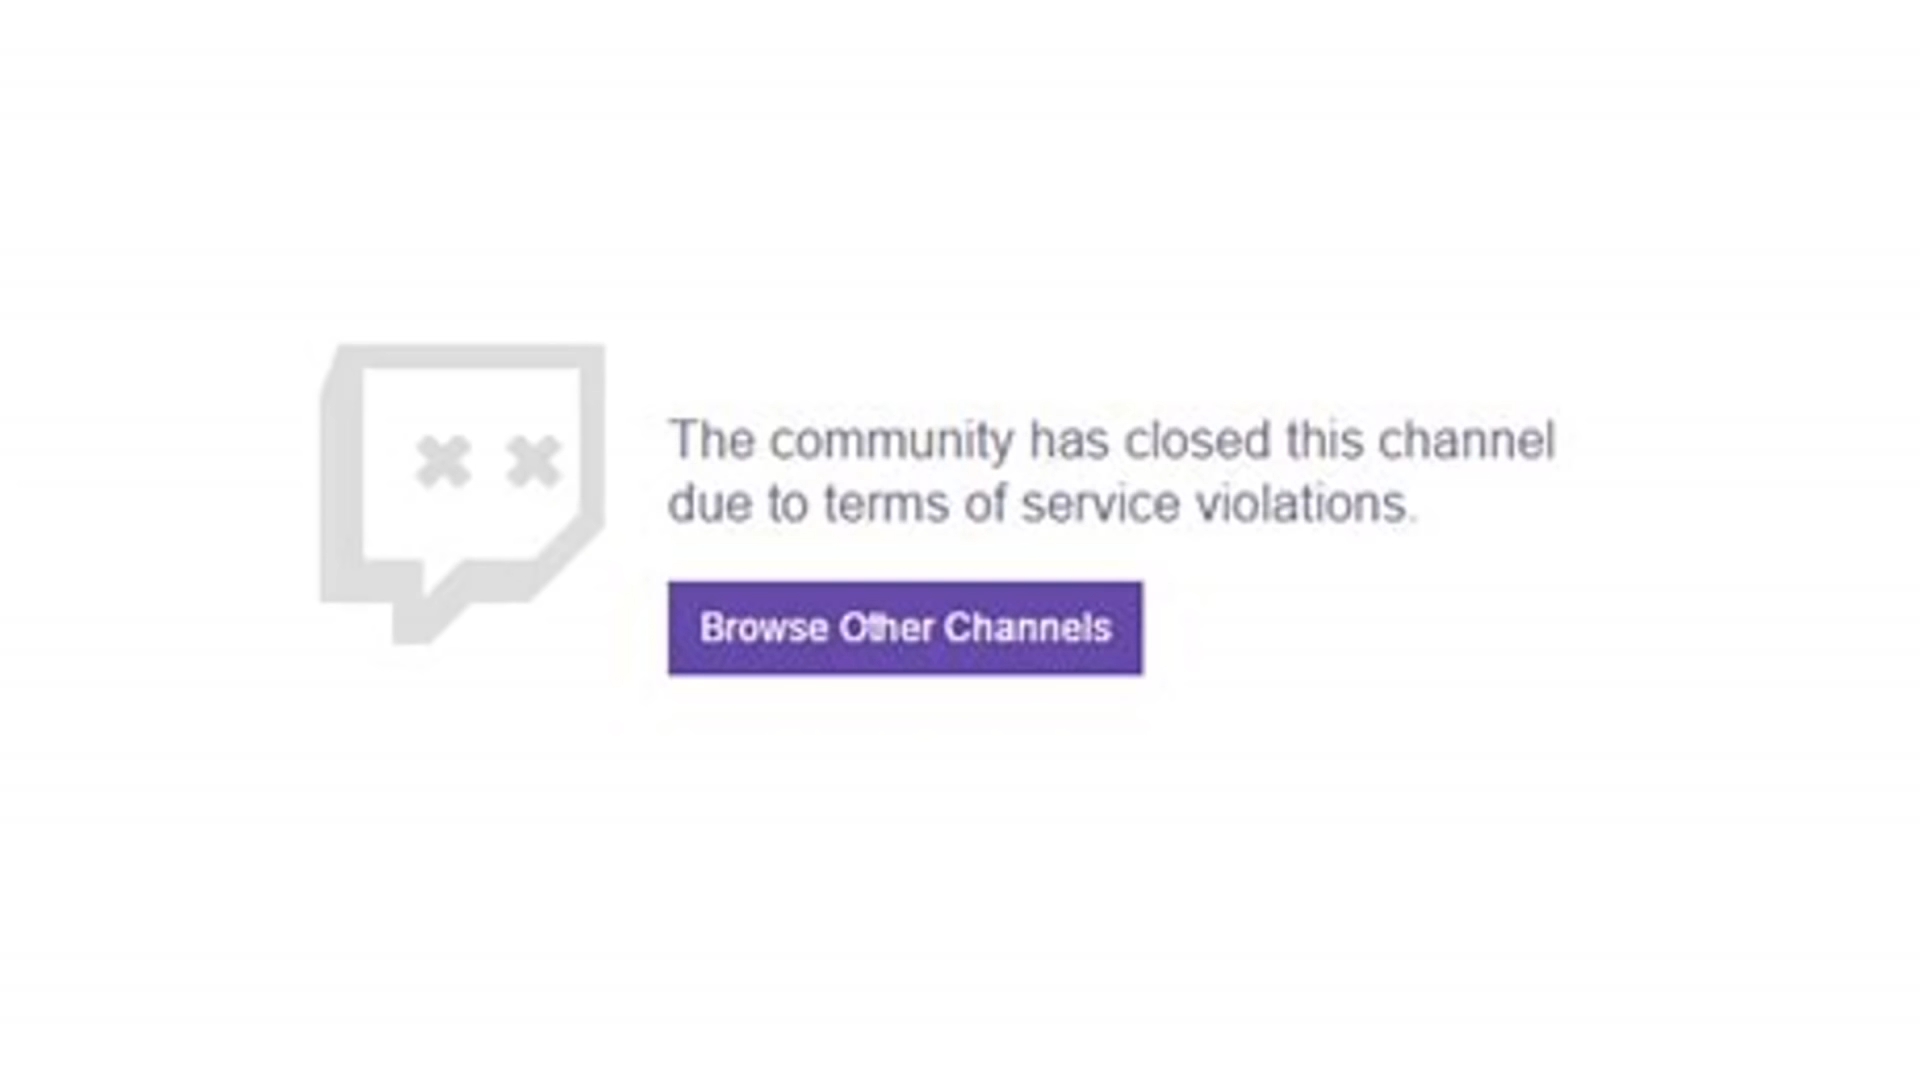 The community has closed this channel
due to terms of service violations.
Browse Other Channels